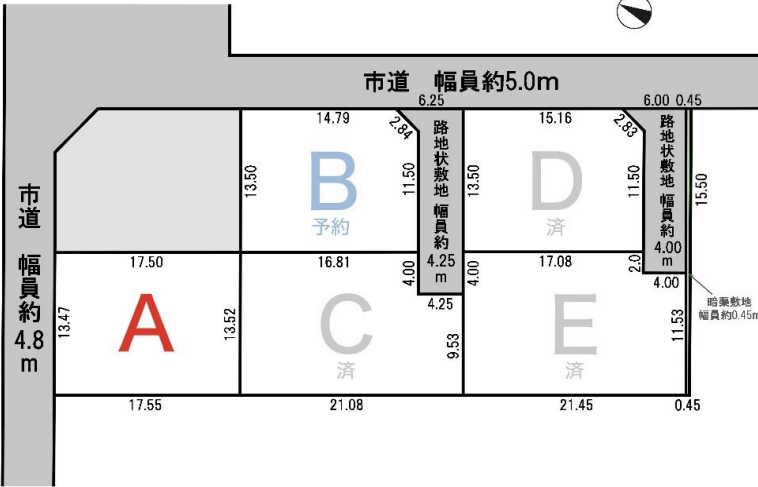 市道 幅員約5.0m
6.25
6.00 0.45
14.79
2.84
15.16
2.83
13.50
B
予約
11.50
路地状敷地 幅員約4.25m
13.50
D
済
11.50
路地状敷地 幅員約4.00m
15.50
市道 幅員約4.8m
17.50
16.81
4.00
4.00
17.08
2.0
4.00
4.25
暗渠敷地
幅員約0.45m
13.47
A
13.52
C
済
9.53
E
済
11.53
17.55
21.08
21.45
0.45